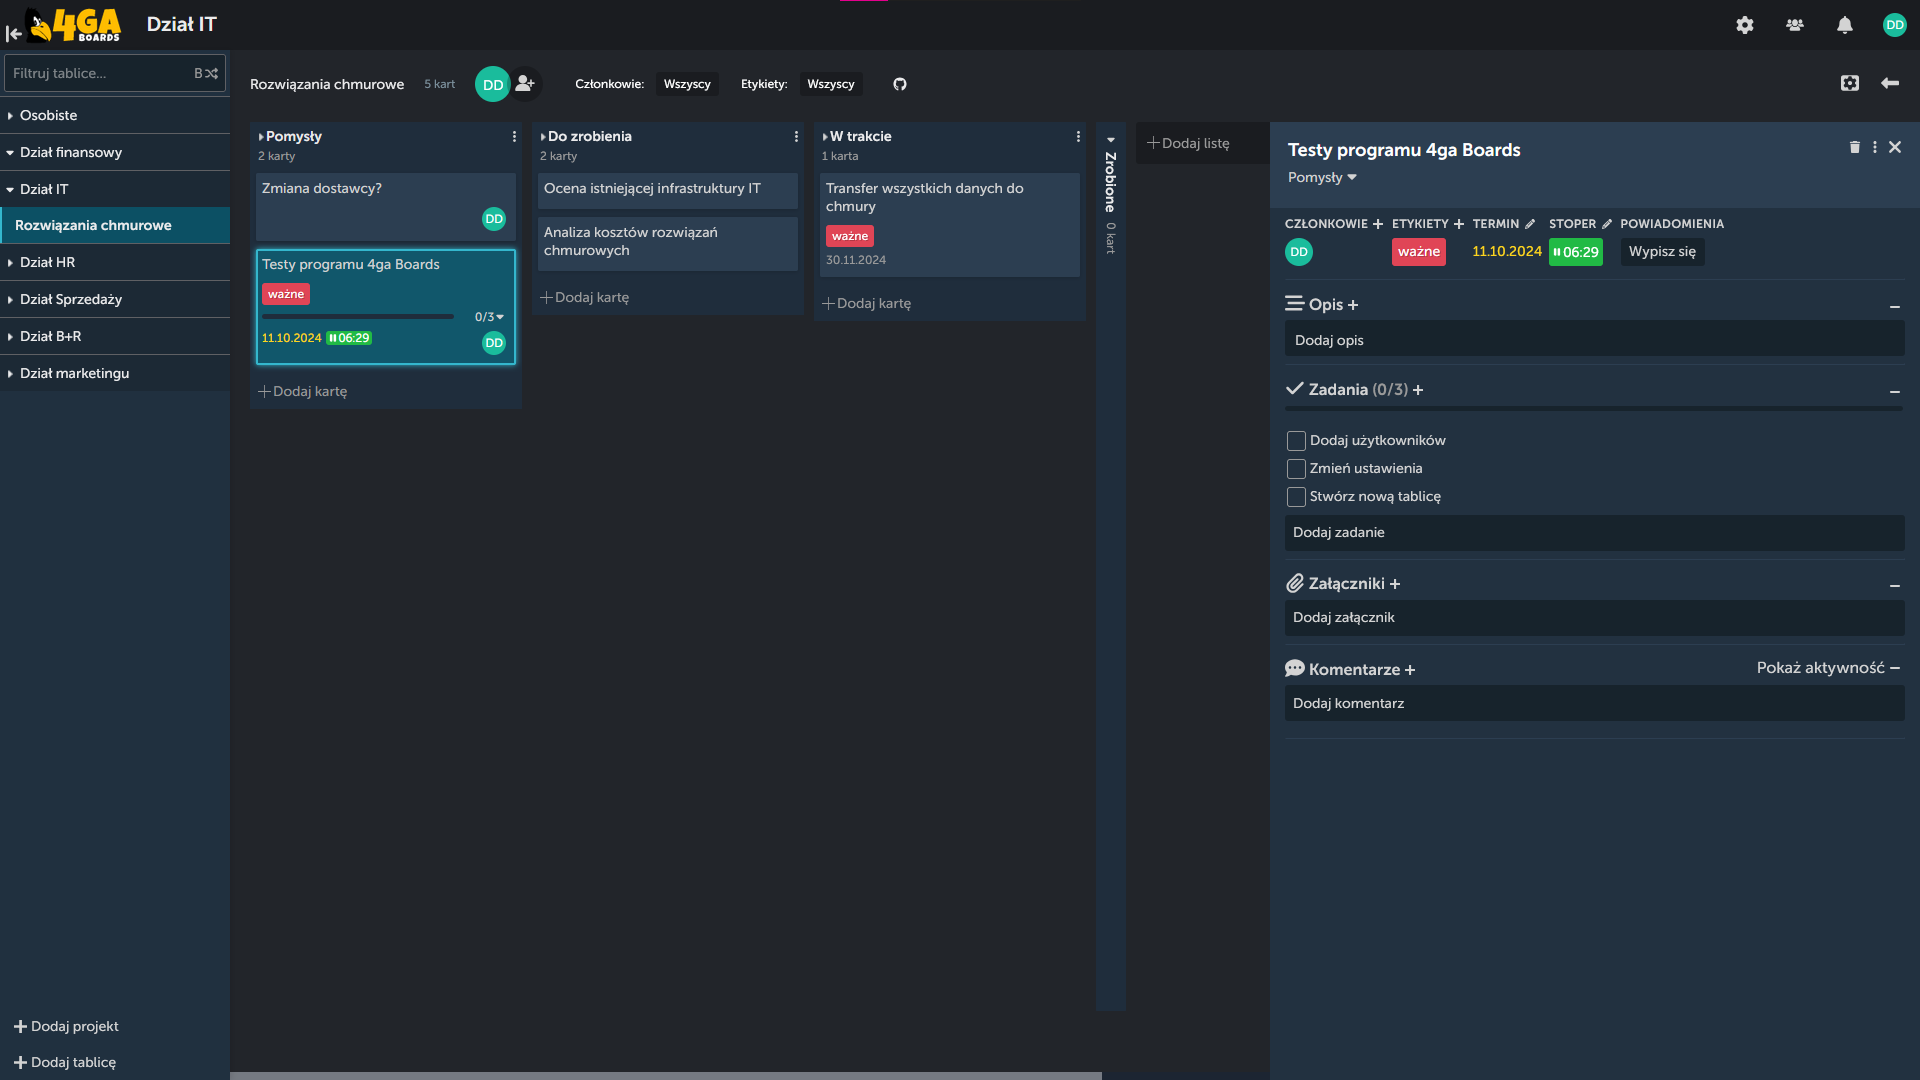 4GA
BOARDS
Dział IT
DD
Filtruj tablice...
B
Osobiste
Dział finansowy
Dział IT
Rozwiązania chmurowe
Dział HR
Dział Sprzedaży
Dział B+R
Dział marketingu
Dodaj projekt
Dodaj tablicę
Rozwiązania chmurowe
5 kart
DD
Członkowie:
Wszyscy
Etykiety:
Wszyscy
Pomysły
2 karty
Zmiana dostawcy?
DD
Testy programu 4ga Boards
ważne
0/3
11.10.2024
06:29
DD
Dodaj kartę
Do zrobienia
2 karty
Ocena istniejącej infrastruktury IT
Analiza kosztów rozwiązań
chmurowych
Dodaj kartę
W trakcie
1 karta
Transfer wszystkich danych do
chmury
ważne
30.11.2024
Dodaj kartę
Zrobione
0 kart
Dodaj listę
Testy programu 4ga Boards
Pomysły
CZŁONKOWIE
ETYKIETY
TERMIN
STOPER
POWIADOMIENIA
DD
ważne
11.10.2024
06:29
Wypisz się
Opis
Dodaj opis
Zadania (0/3)
Dodaj użytkowników
Zmień ustawienia
Stwórz nową tablicę
Dodaj zadanie
Załączniki
Dodaj załącznik
Komentarze
Pokaż aktywność
Dodaj komentarz